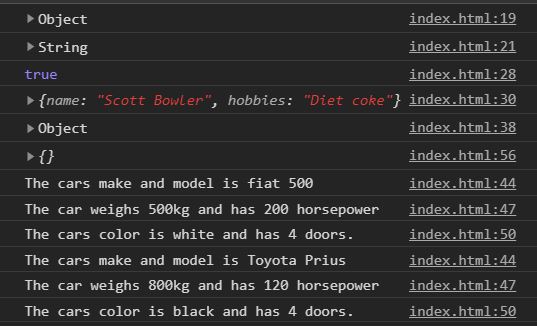 ▶Object index.html:19
▶String index.html:21
true index.html:28
▶{name: "Scott Bowler", hobbies: "Diet coke"} index.html:30
▶Object index.html:38
▶{} index.html:56
The cars make and model is fiat 500 index.html:44
The car weighs 500kg and has 200 horsepower index.html:47
The cars color is white and has 4 doors. index.html:50
The cars make and model is Toyota Prius index.html:44
The car weighs 800kg and has 120 horsepower index.html:47
The cars color is black and has 4 doors. index.html:50